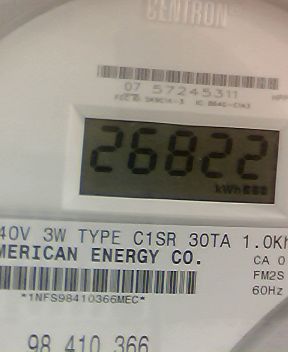 CENTRON®
07 57245311
26822
kWh
40V 3W TYPE C1SR 30TA 1.0Kh
MERICAN ENERGY CO.
CA 0
FM2S
60Hz
*1NFS98410366MEC*
98 410 366